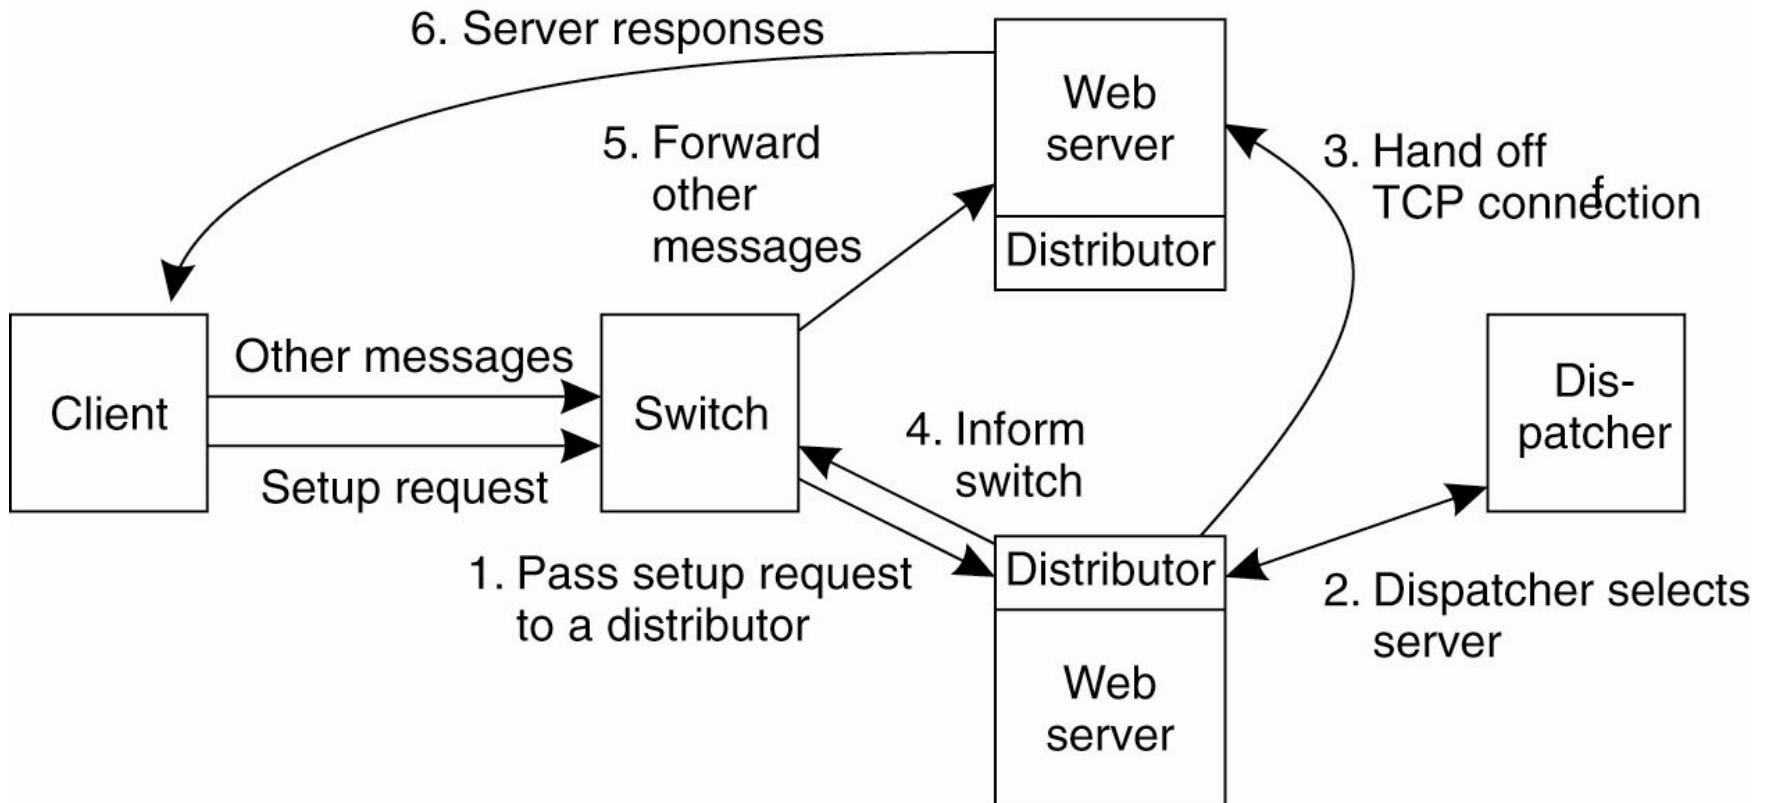 6. Server responses
Web
server
5. Forward
other
messages
3. Hand off
TCP connection
f
Distributor
Other messages
Client
Switch
Setup request
Dis-
patcher
4. Inform
switch
1. Pass setup request
to a distributor
Distributor
2. Dispatcher selects
server
Web
server